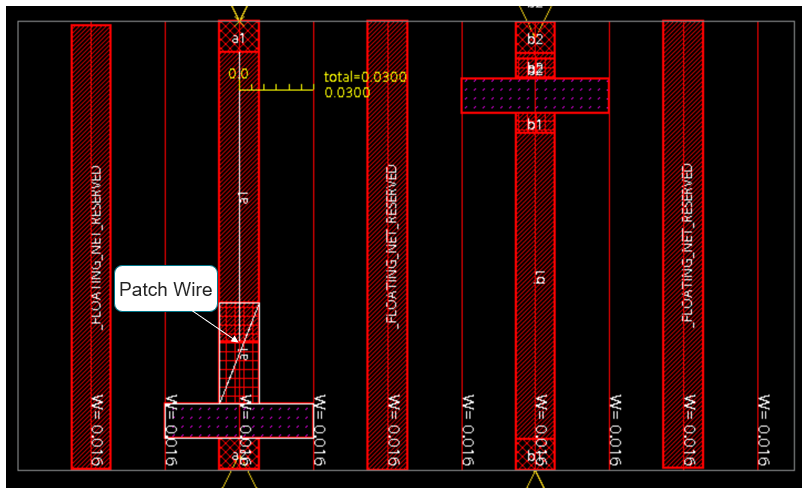 b2
a1
b2
0.0
total=0.0300
0.0300
b2
b1
_FLOATING_NET_RESERVED
a1
_FLOATING_NET_RESERVED
b1
_FLOATING_NET_RESERVED
Patch Wire
a1
W=0.016
W=0.016
W=0.016
W=0.016
W=0.016
W=0.016
W=0.016
W=0.016
W=0.016
W=0.016
a2